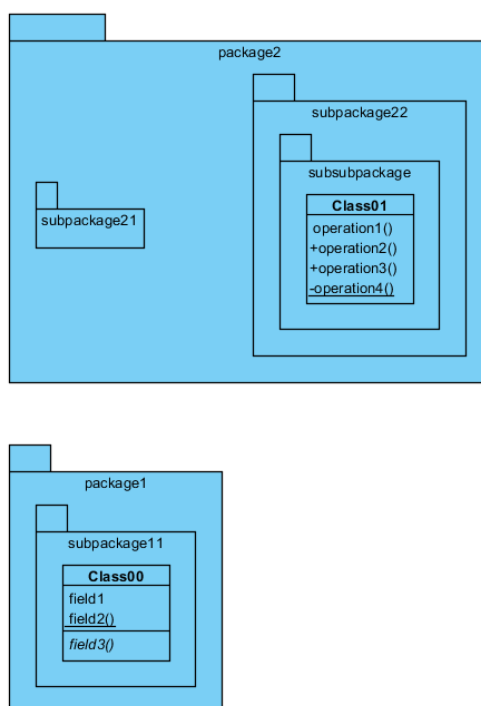 package2
subpackage22
subsubpackage
Class01
subpackage21
operation1()
+operation2()
+operation3()
-operation4()
package1
subpackage11
Class00
field1
field2()
field3()